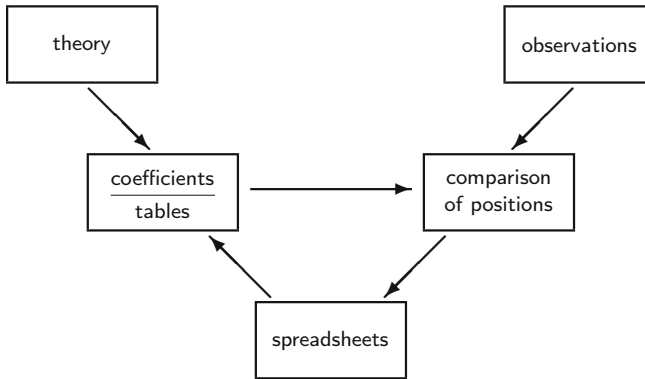 theory
observations
coefficients
tables
comparison
of positions
spreadsheets